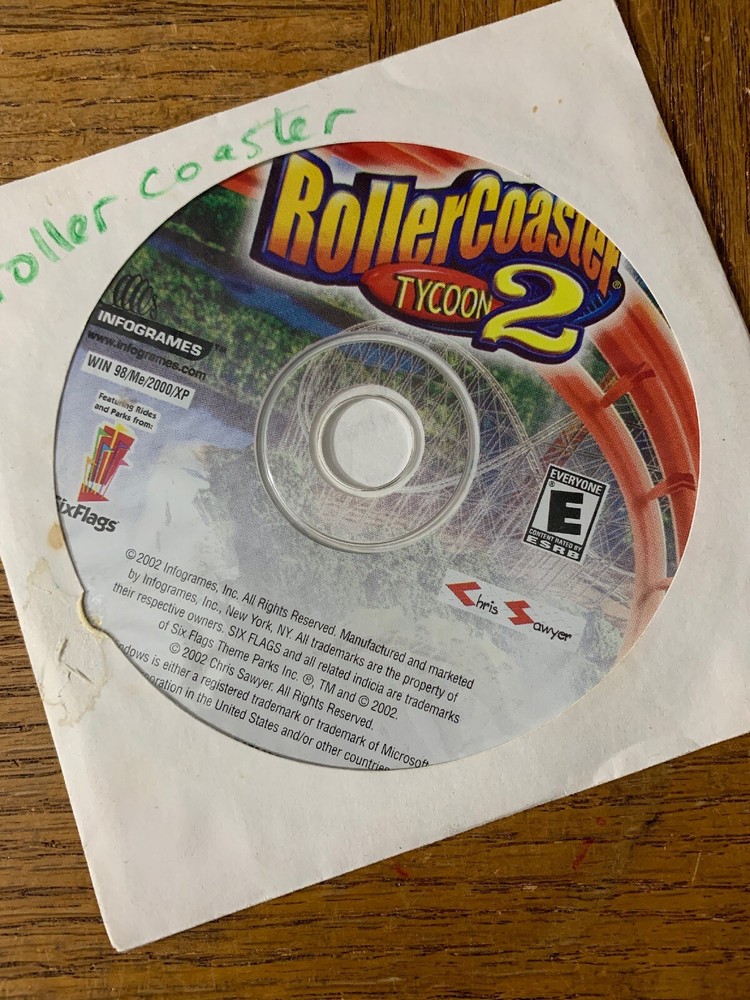 roller coaster
RollerCoaster®
TYCOON 2
INFOGRAMES™
www.infogrames.com
WIN 98/Me/2000/XP
Featuring Rides
and Parks from:
SixFlags®
EVERYONE
E
CONTENT RATED BY
ESRB
Chris Sawyer
©2002 Infogrames, Inc. All Rights Reserved. Manufactured and marketed
by Infogrames, Inc., New York, NY. All trademarks are the property of
their respective owners. SIX FLAGS and all related indicia are trademarks
of Six Flags Theme Parks Inc. ®, TM and © 2002.
© 2002 Chris Sawyer. All Rights Reserved.
ndows is either a registered trademark or trademark of Microsoft
poration in the United States and/or other countries